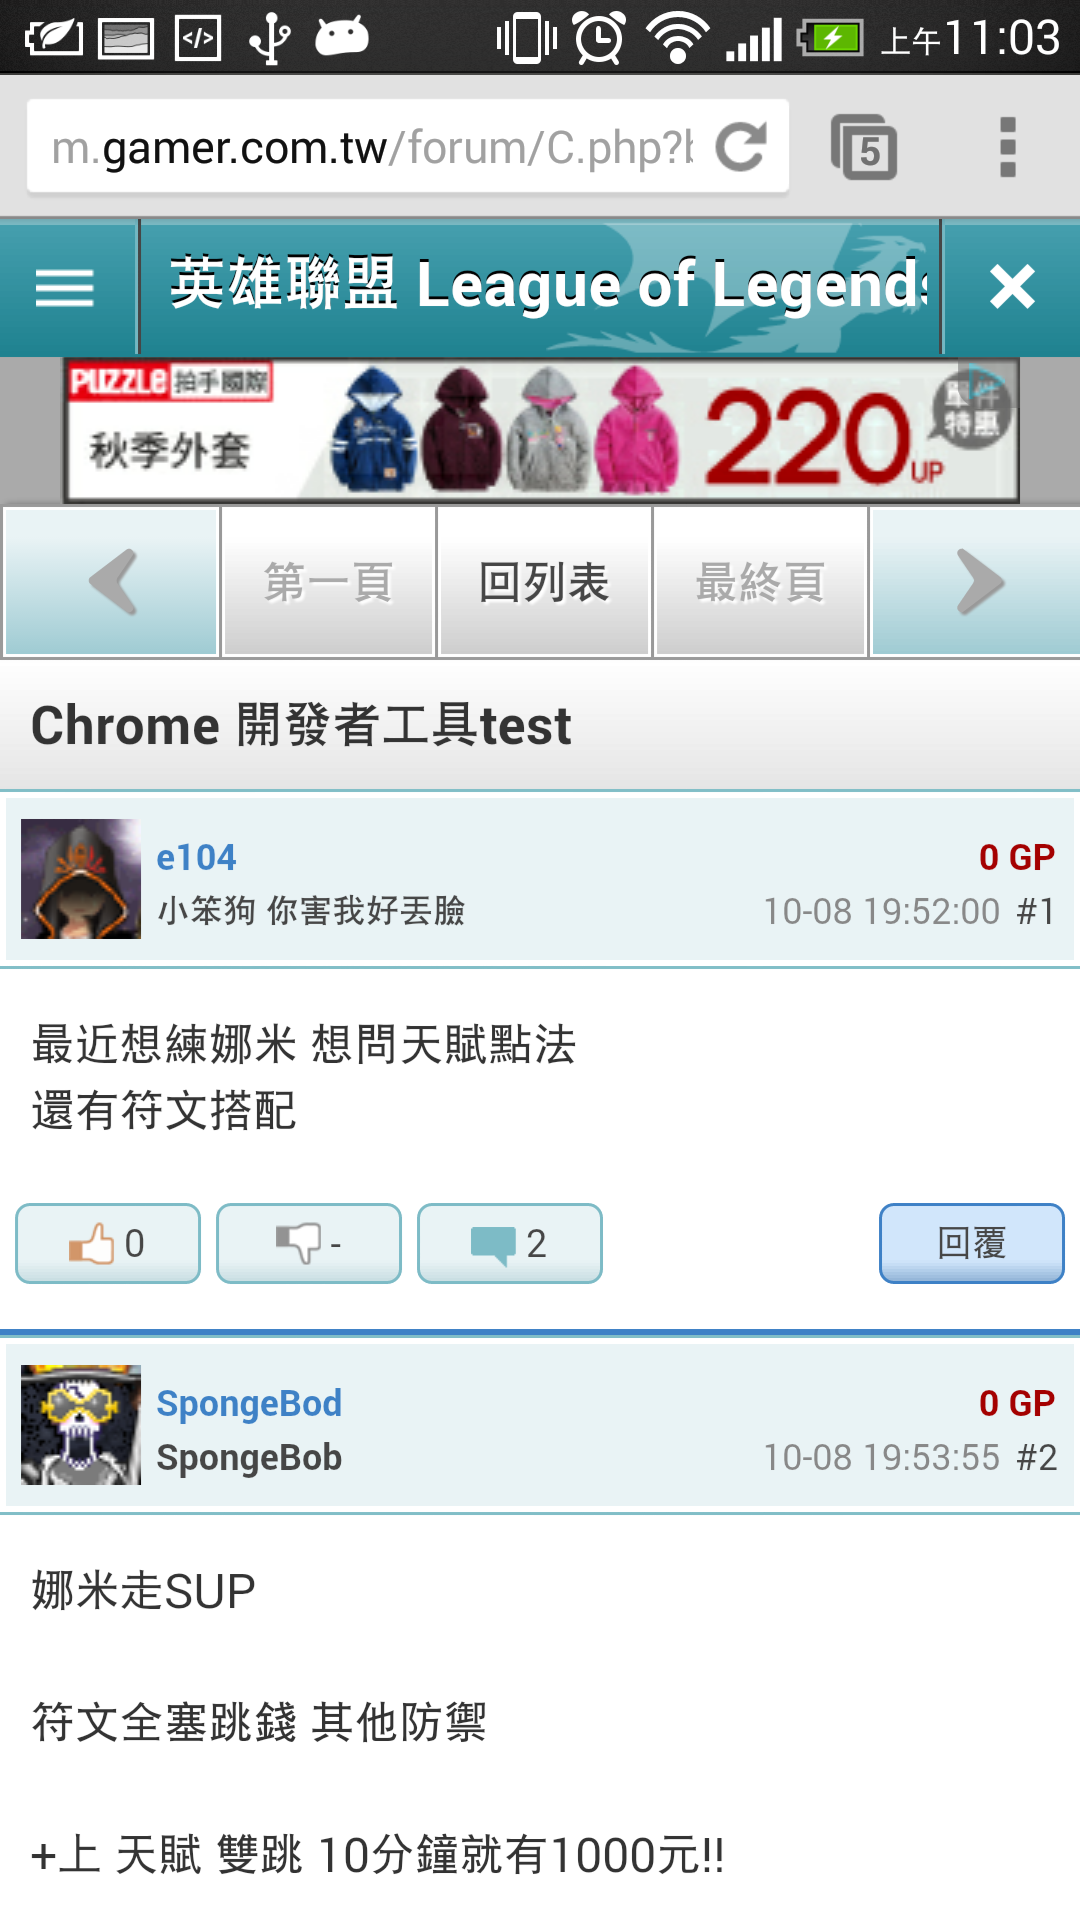 上午11:03
m.gamer.com.tw/forum/C.php?
5
英雄聯盟 League of Legends
PUZZLE 拍手國際
秋季外套
220UP
單件
特惠
第一頁
回列表
最終頁
Chrome 開發者工具test
e104
0 GP
小笨狗 你害我好丟臉
10-08 19:52:00 #1
最近想練娜米 想問天賦點法
還有符文搭配
0
-
2
回覆
SpongeBod
0 GP
SpongeBob
10-08 19:53:55 #2
娜米走SUP
符文全塞跳錢 其他防禦
+上 天賦 雙跳 10分鐘就有1000元!!